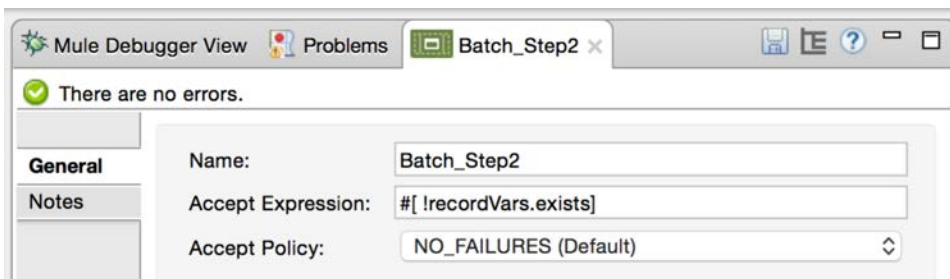 Mule Debugger View Problems Batch_Step2
There are no errors.
General Name: Batch_Step2
Notes Accept Expression: #[ !recordVars.exists]
Accept Policy: NO_FAILURES (Default)